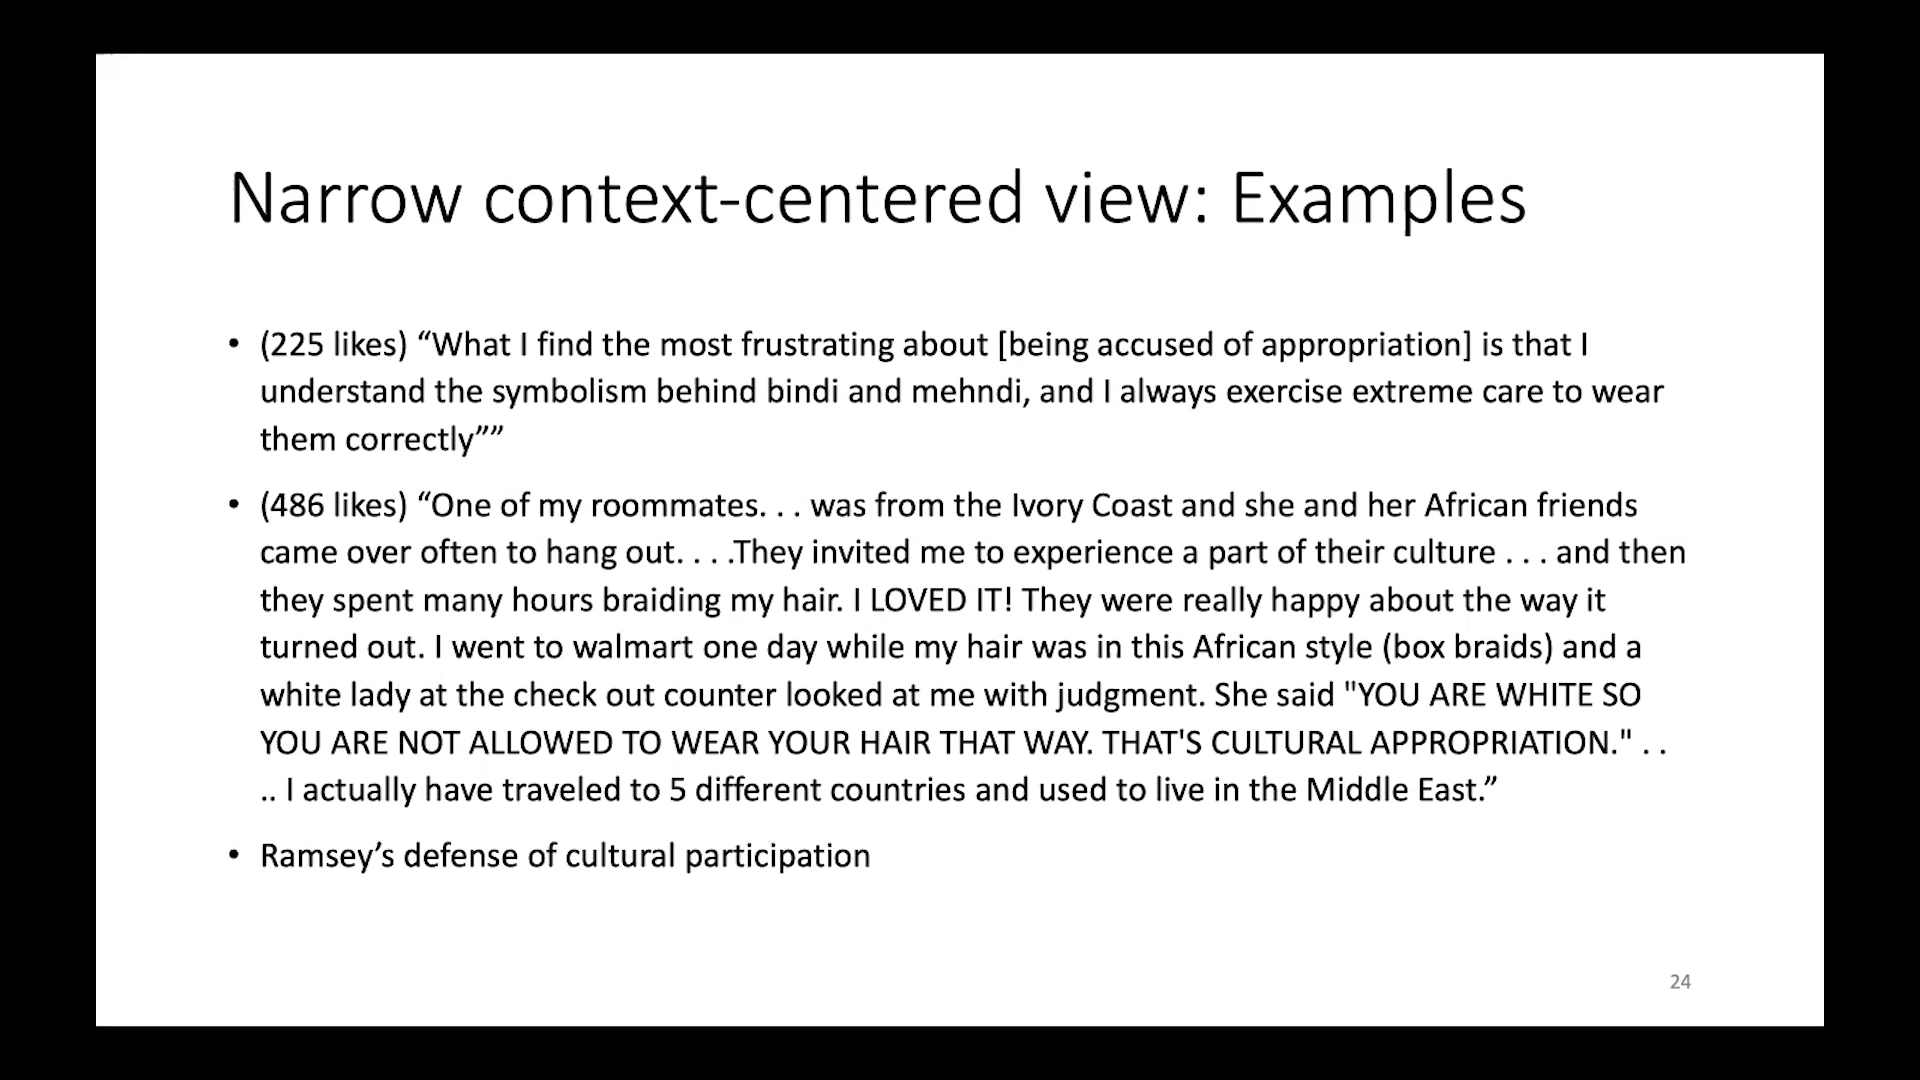 Narrow context-centered view: Examples
• (225 likes) “What I find the most frustrating about [being accused of appropriation] is that I
understand the symbolism behind bindi and mehndi, and I always exercise extreme care to wear
them correctly””
• (486 likes) “One of my roommates. . . was from the Ivory Coast and she and her African friends
came over often to hang out. . . .They invited me to experience a part of their culture . . . and then
they spent many hours braiding my hair. I LOVED IT! They were really happy about the way it
turned out. I went to walmart one day while my hair was in this African style (box braids) and a
white lady at the check out counter looked at me with judgment. She said "YOU ARE WHITE SO
YOU ARE NOT ALLOWED TO WEAR YOUR HAIR THAT WAY. THAT'S CULTURAL APPROPRIATION." . .
.. I actually have traveled to 5 different countries and used to live in the Middle East.”
• Ramsey’s defense of cultural participation
24